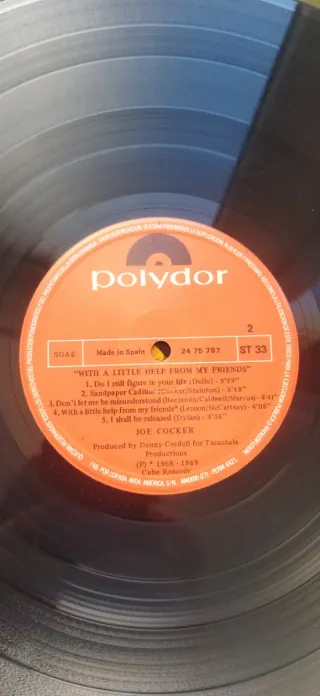 polydor
2
SGAE
Made in Spain
24 75 707
ST 33
"WITH A LITTLE HELP FROM MY FRIENDS"
1. Do I still figure in your life (Dello) - 3'59"
2. Sandpaper Cadillac (Cocker/Stainton) - 3'18"
3. Don't let me be misunderstood (Benjamin/Caldwell/Marcus) - 4'41"
4. With a little help from my friends" (Lennon/McCartney) - 4'08"
5. I shall be released (Dylan) - 3'38"
JOE COCKER
Produced by Denny Cordell for Tarantula
Productions
(P) * 1968 - 1969
Cube Records